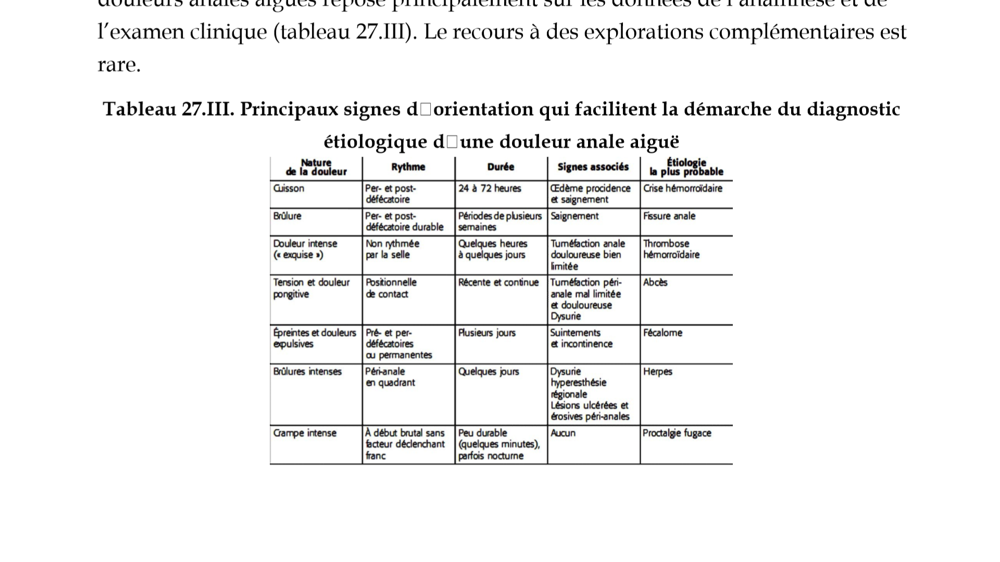 douleurs anales aiguës repose principalement sur les données de l'anamnèse et de
l'examen clinique (tableau 27.III). Le recours à des explorations complémentaires est
rare.
Tableau 27.III. Principaux signes d□orientation qui facilitent la démarche du diagnostic
étiologique d□une douleur anale aiguë
Nature
de la douleur
Rythme
Durée
Signes associés
Étiologie
la plus probable
Cuisson
Per- et post-
défécatoire
24 à 72 heures
Œdème procidence
et saignement
Crise hémorroïdaire
Brûlure
Per- et post-
défécatoire durable
Périodes de plusieurs
semaines
Saignement
Fissure anale
Douleur intense
(« exquise »)
Non rythmée
par la selle
Quelques heures
à quelques jours
Tuméfaction anale
douloureuse bien
limitée
Thrombose
hémorroïdaire
Tension et douleur
pongitive
Positionnelle
de contact
Récente et continue
Tuméfaction péri-
anale mal limitée
et douloureuse
Dysurie
Abcès
Épreintes et douleurs
expulsives
Pré- et per-
défécatoires
ou permanentes
Plusieurs jours
Suintements
et incontinence
Fécalome
Brûlures intenses
Péri-anale
en quadrant
Quelques jours
Dysurie
hyperesthésie
régionale
Lésions ulcérées et
érosives péri-anales
Herpes
Crampe intense
À début brutal sans
facteur déclenchant
franc
Peu durable
(quelques minutes),
parfois nocturne
Aucun
Proctalgie fugace